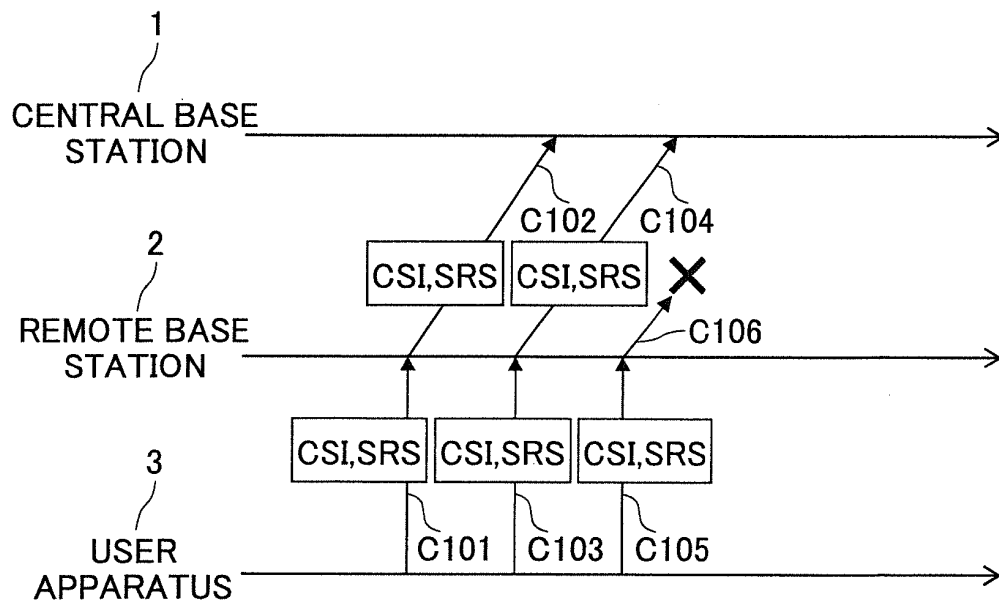 1
CENTRAL BASE
STATION
C102
C104
CSI,SRS
CSI,SRS
2
REMOTE BASE
STATION
C106
CSI,SRS
CSI,SRS
CSI,SRS
3
USER
APPARATUS
C101
C103
C105